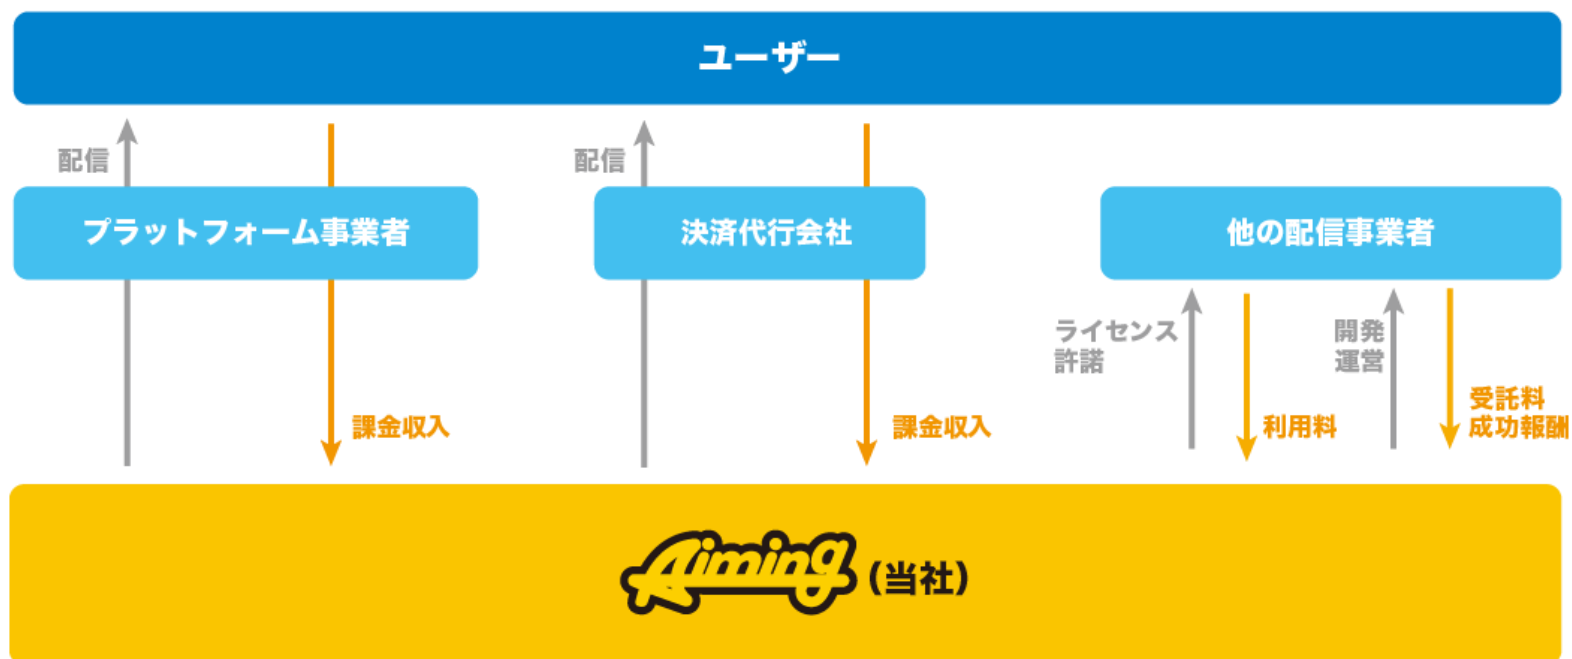 ユーザー
配信
配信
プラットフォーム事業者
決済代行会社
他の配信事業者
ライセンス
許諾
開発
運営
課金収入
課金収入
利用料
受託料
成功報酬
Aiming(当社)